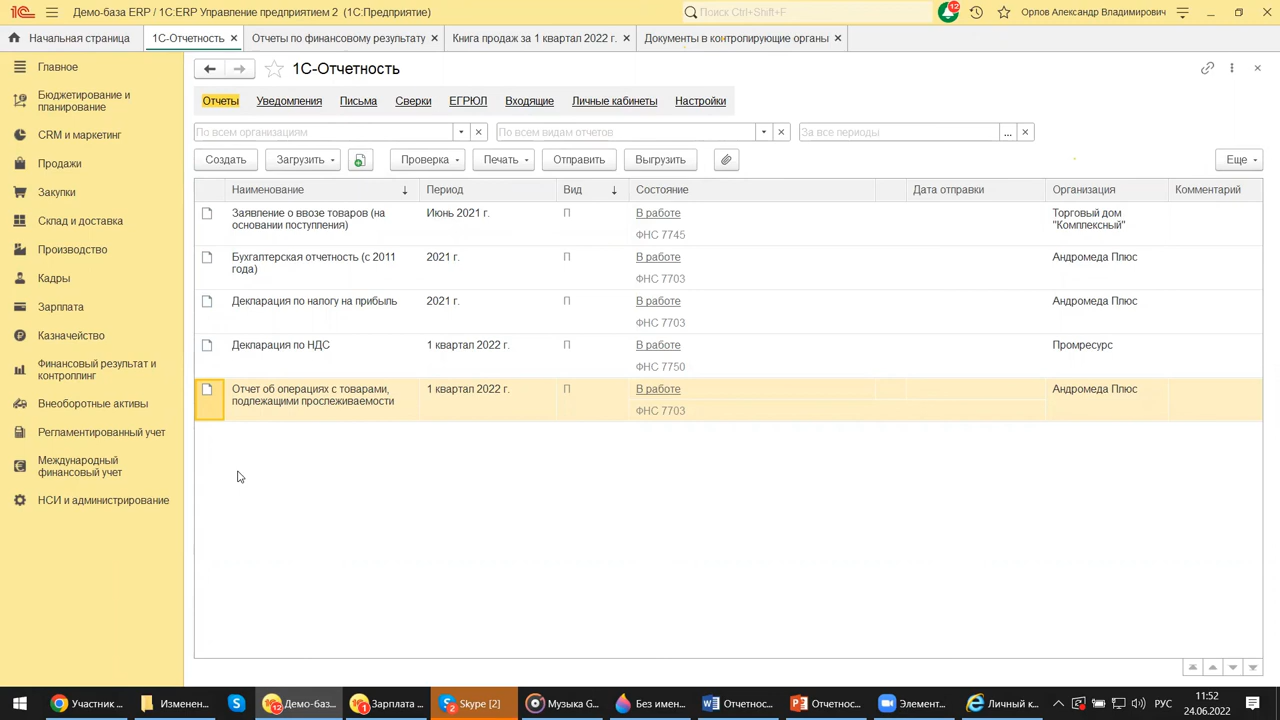 Демо-база ERP / 1С:ERP Управление предприятием 2 (1С:Предприятие)
Поиск Ctrl+Shift+F
12
Орлов Александр Владимирович
Начальная страница
1С-Отчетность
Отчеты по финансовому результату
Книга продаж за 1 квартал 2022 г.
Документы в контролирующие органы
Главное
Бюджетирование и
планирование
CRM и маркетинг
Продажи
Закупки
Склад и доставка
Производство
Кадры
Зарплата
Казначейство
Финансовый результат и
контроллинг
Внеоборотные активы
Регламентированный учет
Международный
финансовый учет
НСИ и администрирование
1С-Отчетность
Отчеты Уведомления Письма Сверки ЕГРЮЛ Входящие Личные кабинеты Настройки
По всем организациям
По всем видам отчетов
За все периоды
Создать Загрузить Проверка Печать Отправить Выгрузить Еще
Наименование Период Вид Состояние Дата отправки Организация Комментарий
Заявление о ввозе товаров (на Июнь 2021 г. П В работе Торговый дом
основании поступления) ФНС 7745 "Комплексный"
Бухгалтерская отчетность (с 2011 2021 г. П В работе Андромеда Плюс
года) ФНС 7703
Декларация по налогу на прибыль 2021 г. П В работе Андромеда Плюс
ФНС 7703
Декларация по НДС 1 квартал 2022 г. П В работе Промресурс
ФНС 7750
Отчет об операциях с товарами, 1 квартал 2022 г. П В работе Андромеда Плюс
подлежащими прослеживаемости ФНС 7703
Участник ...
Изменен...
Демо-баз...
Зарплата ...
Skype [2]
Музыка G...
Без имен...
Отчетнос...
Отчетнос...
Элемент...
Личный к...
РУС
11:52
24.06.2022